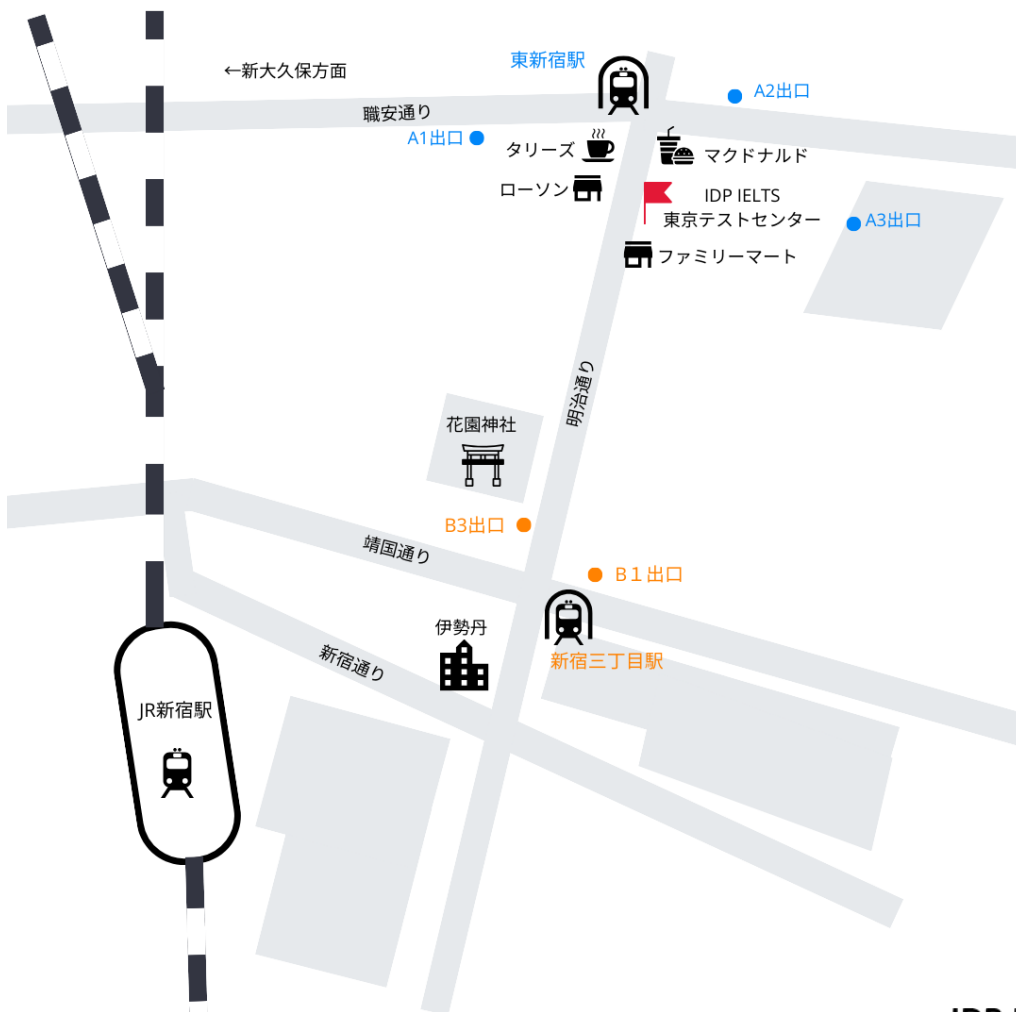 東新宿駅
←新大久保方面
A2出口
職安通り
A1出口
タリーズ
マクドナルド
ローソン
IDP IELTS
東京テストセンター
A3出口
ファミリーマート
明治通り
花園神社
B3出口
靖国通り
B１出口
伊勢丹
新宿通り
新宿三丁目駅
JR新宿駅